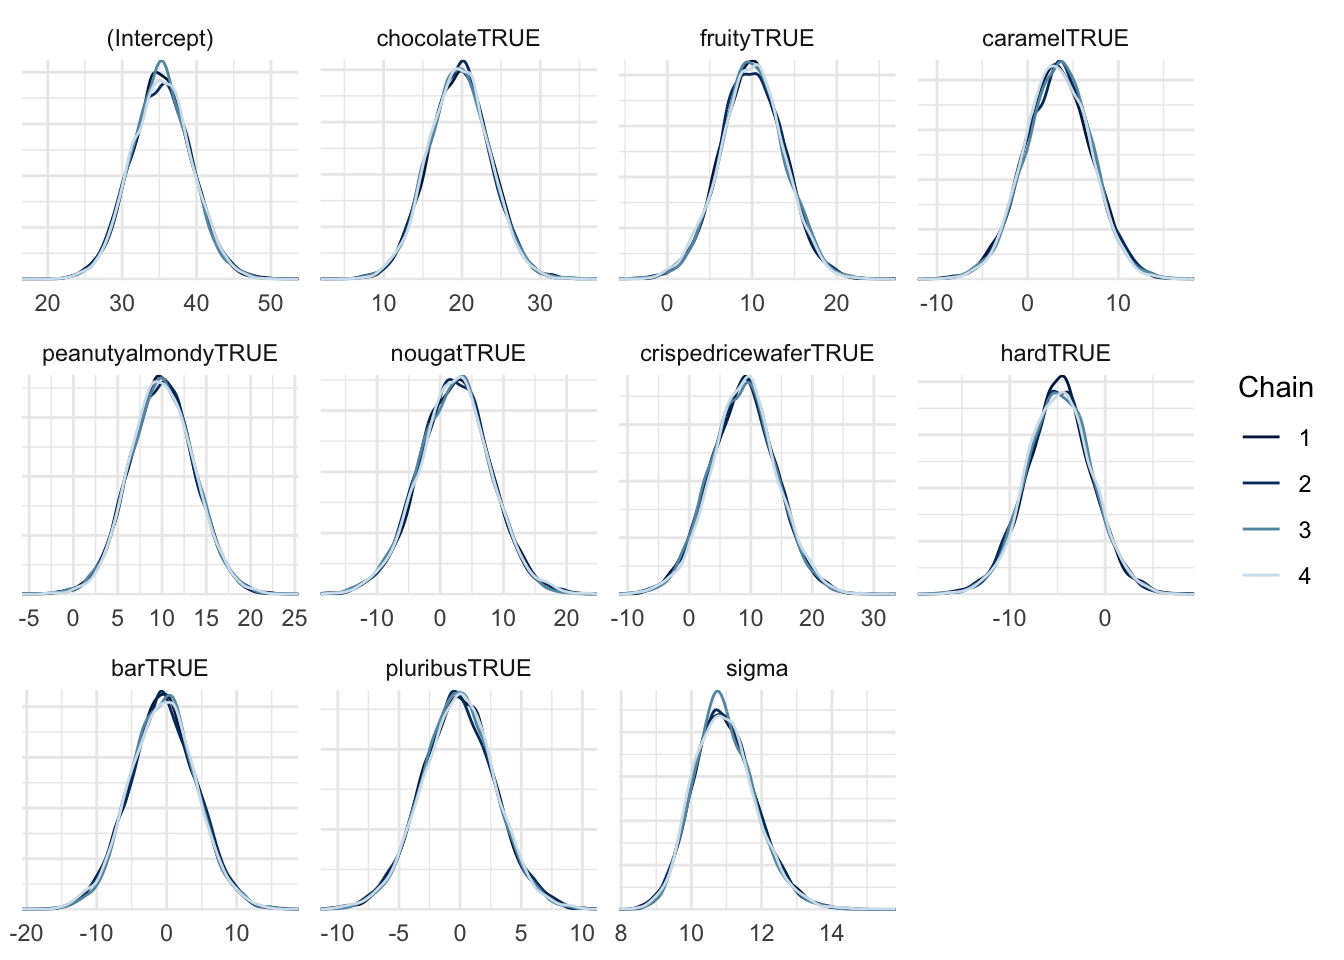 (Intercept) chocolateTRUE fruityTRUE caramelTRUE
20 30 40 50 10 20 30 0 10 20 -10 0 10
peanutyalmondyTRUE nougatTRUE crispedricewaferTRUE hardTRUE
-5 0 5 10 15 20 25 -10 0 10 20 -10 0 10 20 30 -10 0
barTRUE pluribusTRUE sigma
-20 -10 0 10 -10 -5 0 5 10 8 10 12 14
Chain
1
2
3
4